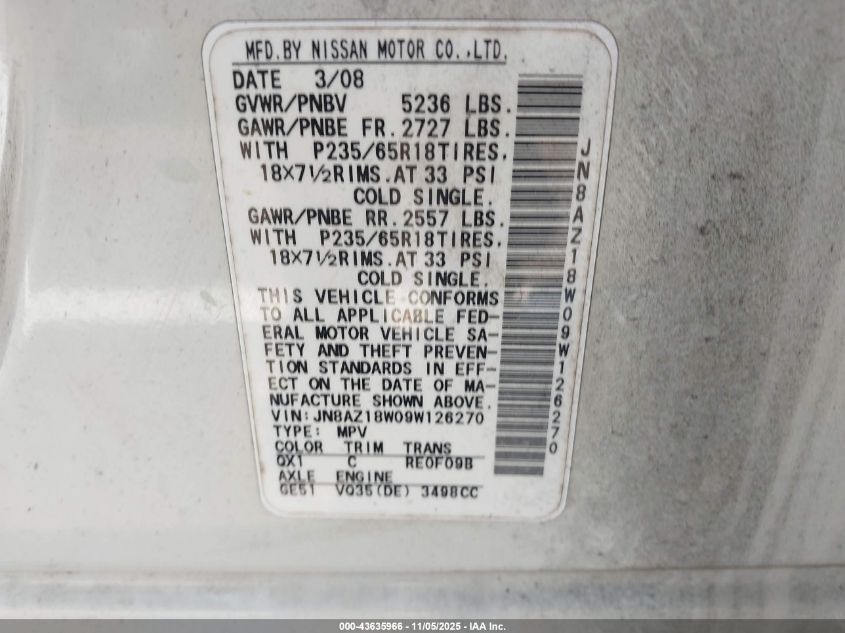 MFD.BY NISSAN MOTOR CO.,LTD.
DATE 3/08
GVWR/PNBV 5236 LBS.
GAWR/PNBE FR. 2727 LBS.
WITH P235/65R18TIRES.
18X7½RIMS.AT 33 PSI
COLD SINGLE.
GAWR/PNBE RR. 2557 LBS.
WITH P235/65R18TIRES.
18X7½RIMS.AT 33 PSI
COLD SINGLE.
THIS VEHICLE CONFORMS
TO ALL APPLICABLE FED-
ERAL MOTOR VEHICLE SA-
FETY AND THEFT PREVEN-
TION STANDARDS IN EFF-
ECT ON THE DATE OF MA-
NUFACTURE SHOWN ABOVE.
VIN:JN8AZ18W09W126270
TYPE: MPV
COLOR TRIM TRANS
QX1 C RE0F09B
AXLE ENGINE
GE51 VQ35(DE) 3498CC
JN8AZ18W09W126270
000-43635966 - 11/05/2025 - IAA Inc.